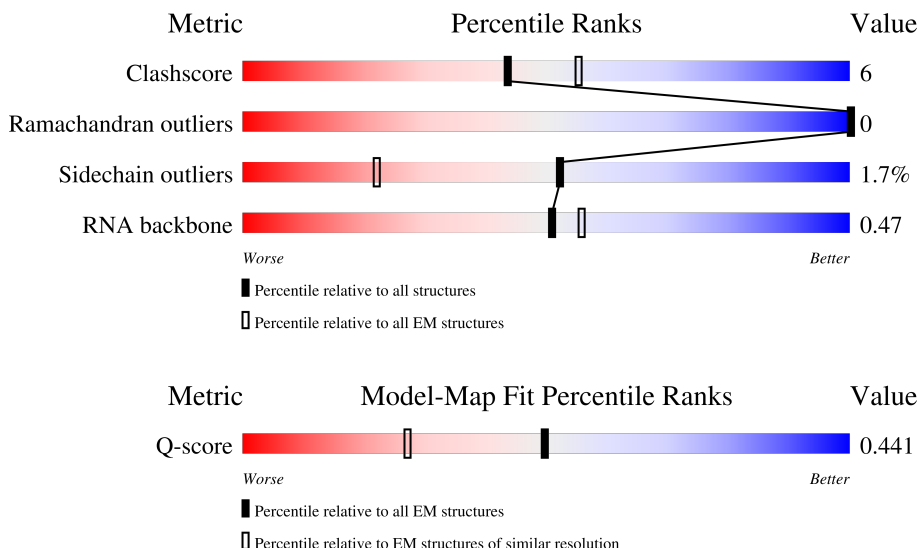 Metric Percentile Ranks Value
Clashscore 6
Ramachandran outliers 0
Sidechain outliers 1.7%
RNA backbone 0.47
Worse Better
Percentile relative to all structures
Percentile relative to all EM structures
Metric Model-Map Fit Percentile Ranks Value
Q-score 0.441
Worse Better
Percentile relative to all EM structures
Percentile relative to EM structures of similar resolution